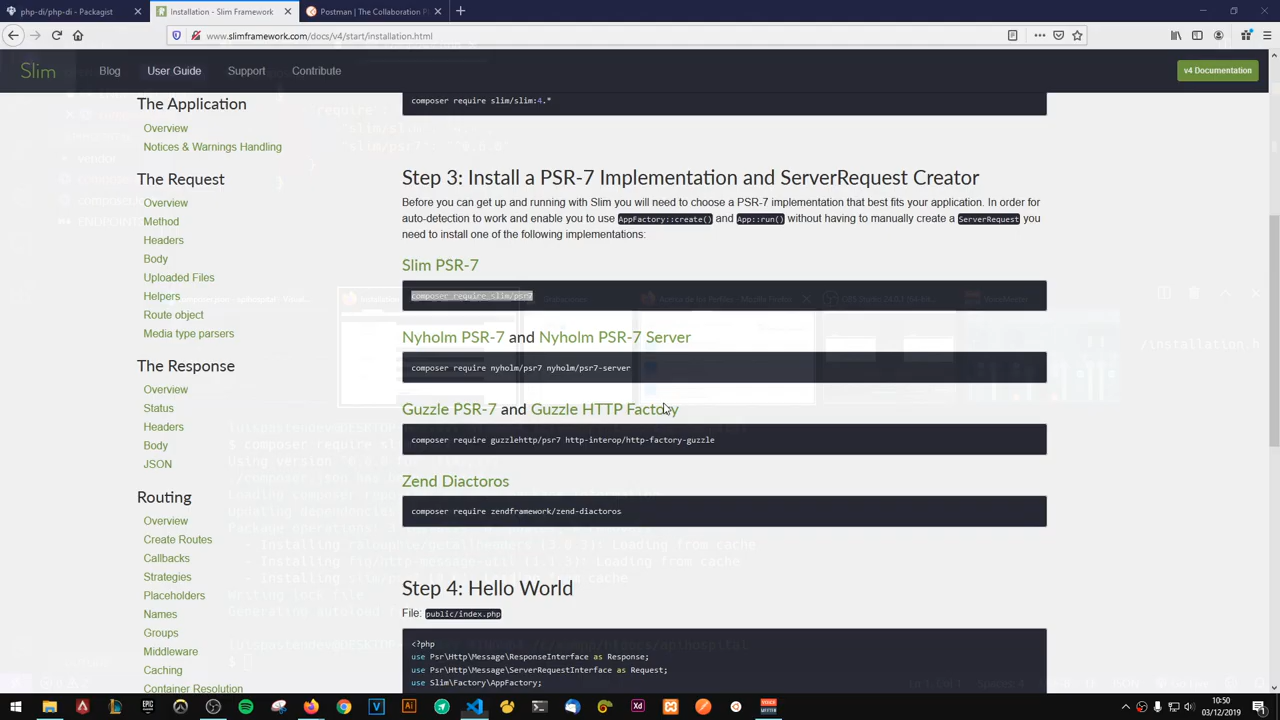 php-di/php-di - Packagist
Installation - Slim Framework
Postman | The Collaboration Pl
www.slimframework.com/docs/v4/start/installation.html
Slim
Blog
User Guide
Support
Contribute
v4 Documentation
The Application
Overview
Notices & Warnings Handling
The Request
Overview
Method
Headers
Body
Uploaded Files
Helpers
Route object
Media type parsers
The Response
Overview
Status
Headers
Body
JSON
Routing
Overview
Create Routes
Callbacks
Strategies
Placeholders
Names
Groups
Middleware
Caching
Container Resolution
composer require slim/slim:4.*
Step 3: Install a PSR-7 Implementation and ServerRequest Creator
Before you can get up and running with Slim you will need to choose a PSR-7 implementation that best fits your application. In order for
auto-detection to work and enable you to use AppFactory::create() and App::run() without having to manually create a ServerRequest you
need to install one of the following implementations:
Slim PSR-7
composer require slim/psr7
Nyholm PSR-7 and Nyholm PSR-7 Server
composer require nyholm/psr7 nyholm/psr7-server
Guzzle PSR-7 and Guzzle HTTP Factory
composer require guzzlehttp/psr7 http-interop/http-factory-guzzle
Zend Diactoros
composer require zendframework/zend-diactoros
Step 4: Hello World
File: public/index.php
<?php
use Psr\Http\Message\ResponseInterface as Response;
use Psr\Http\Message\ServerRequestInterface as Request;
use Slim\Factory\AppFactory;
10:50
03/12/2019